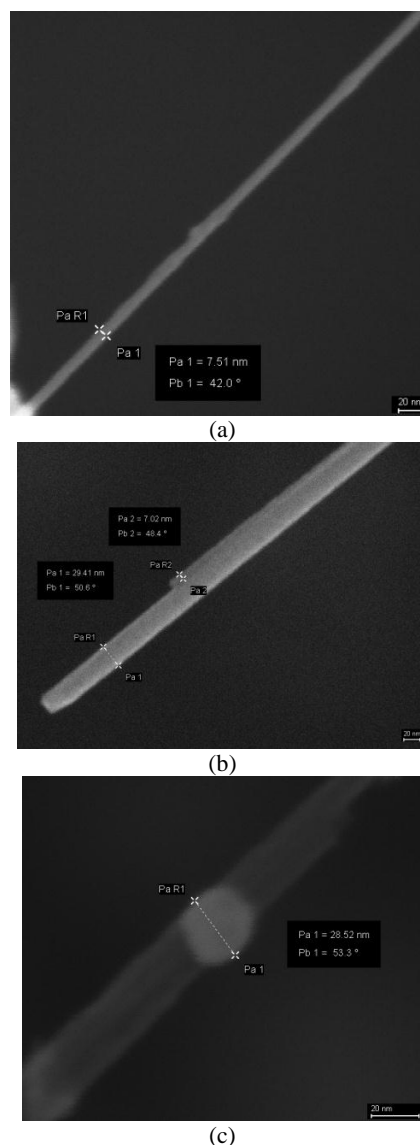 Pa R1
Pa 1
Pa 1 = 7.51 nm
Pb 1 = 42.0 °
20 nm
(a)
Pa 2 = 7.02 nm
Pb 2 = 48.4 °
Pa R2
Pa 1 = 29.41 nm
Pb 1 = 50.6 °
Pa 2
Pa R1
Pa 1
20 nm
(b)
Pa R1
Pa 1 = 28.52 nm
Pb 1 = 53.3 °
Pa 1
20 nm
(c)